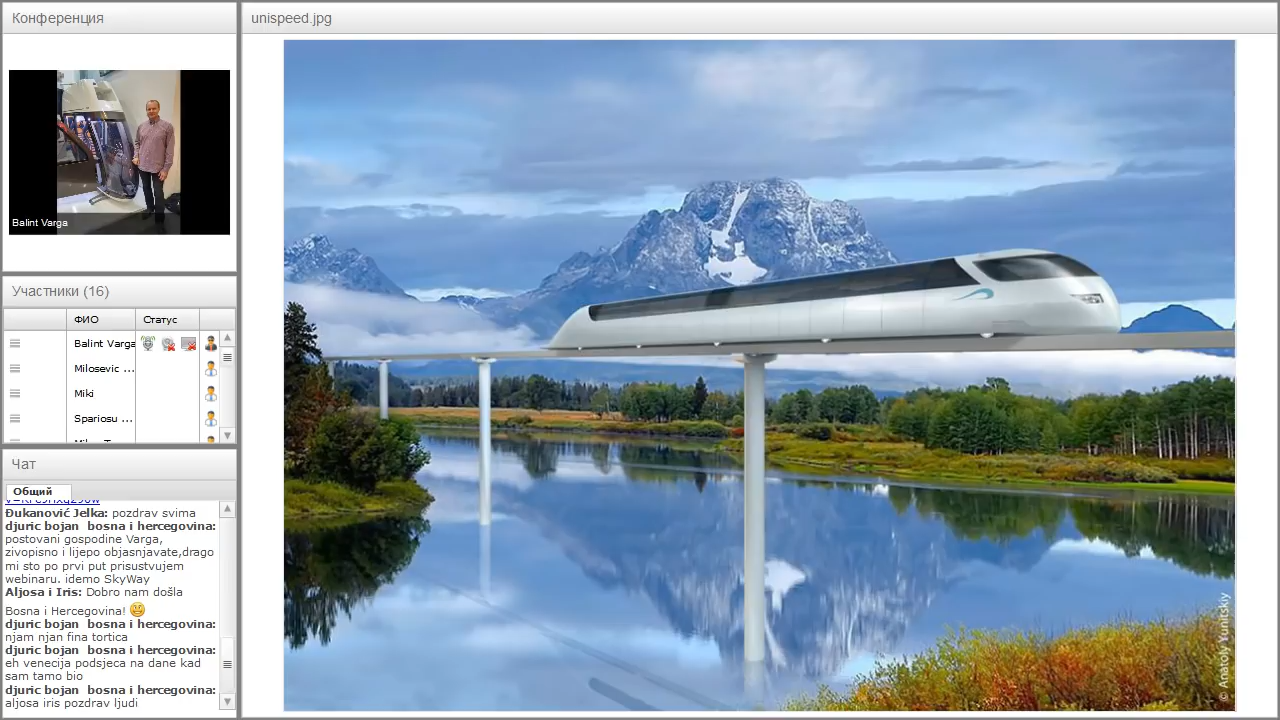 Конференция
unispeed.jpg
Balint Varga
Участники (16)
ФИО
Статус
Balint Varga
Milosevic ...
Miki
Spariosu ...
Чат
Общий
Đukanović Jelka: pozdrav svima
djuric bojan bosna i hercegovina:
postovani gospodine Varga,
zivopisno i lijepo objasnjavate,drago
mi sto po prvi put prisustvujem
webinaru. idemo SkyWay
Aljosa i Iris: Dobro nam došla
Bosna i Hercegovina!
djuric bojan bosna i hercegovina:
njam njan fina tortica
djuric bojan bosna i hercegovina:
eh venecija podsjeca na dane kad
sam tamo bio
djuric bojan bosna i hercegovina:
aljosa iris pozdrav ljudi
© Anatoly Yunitskiy